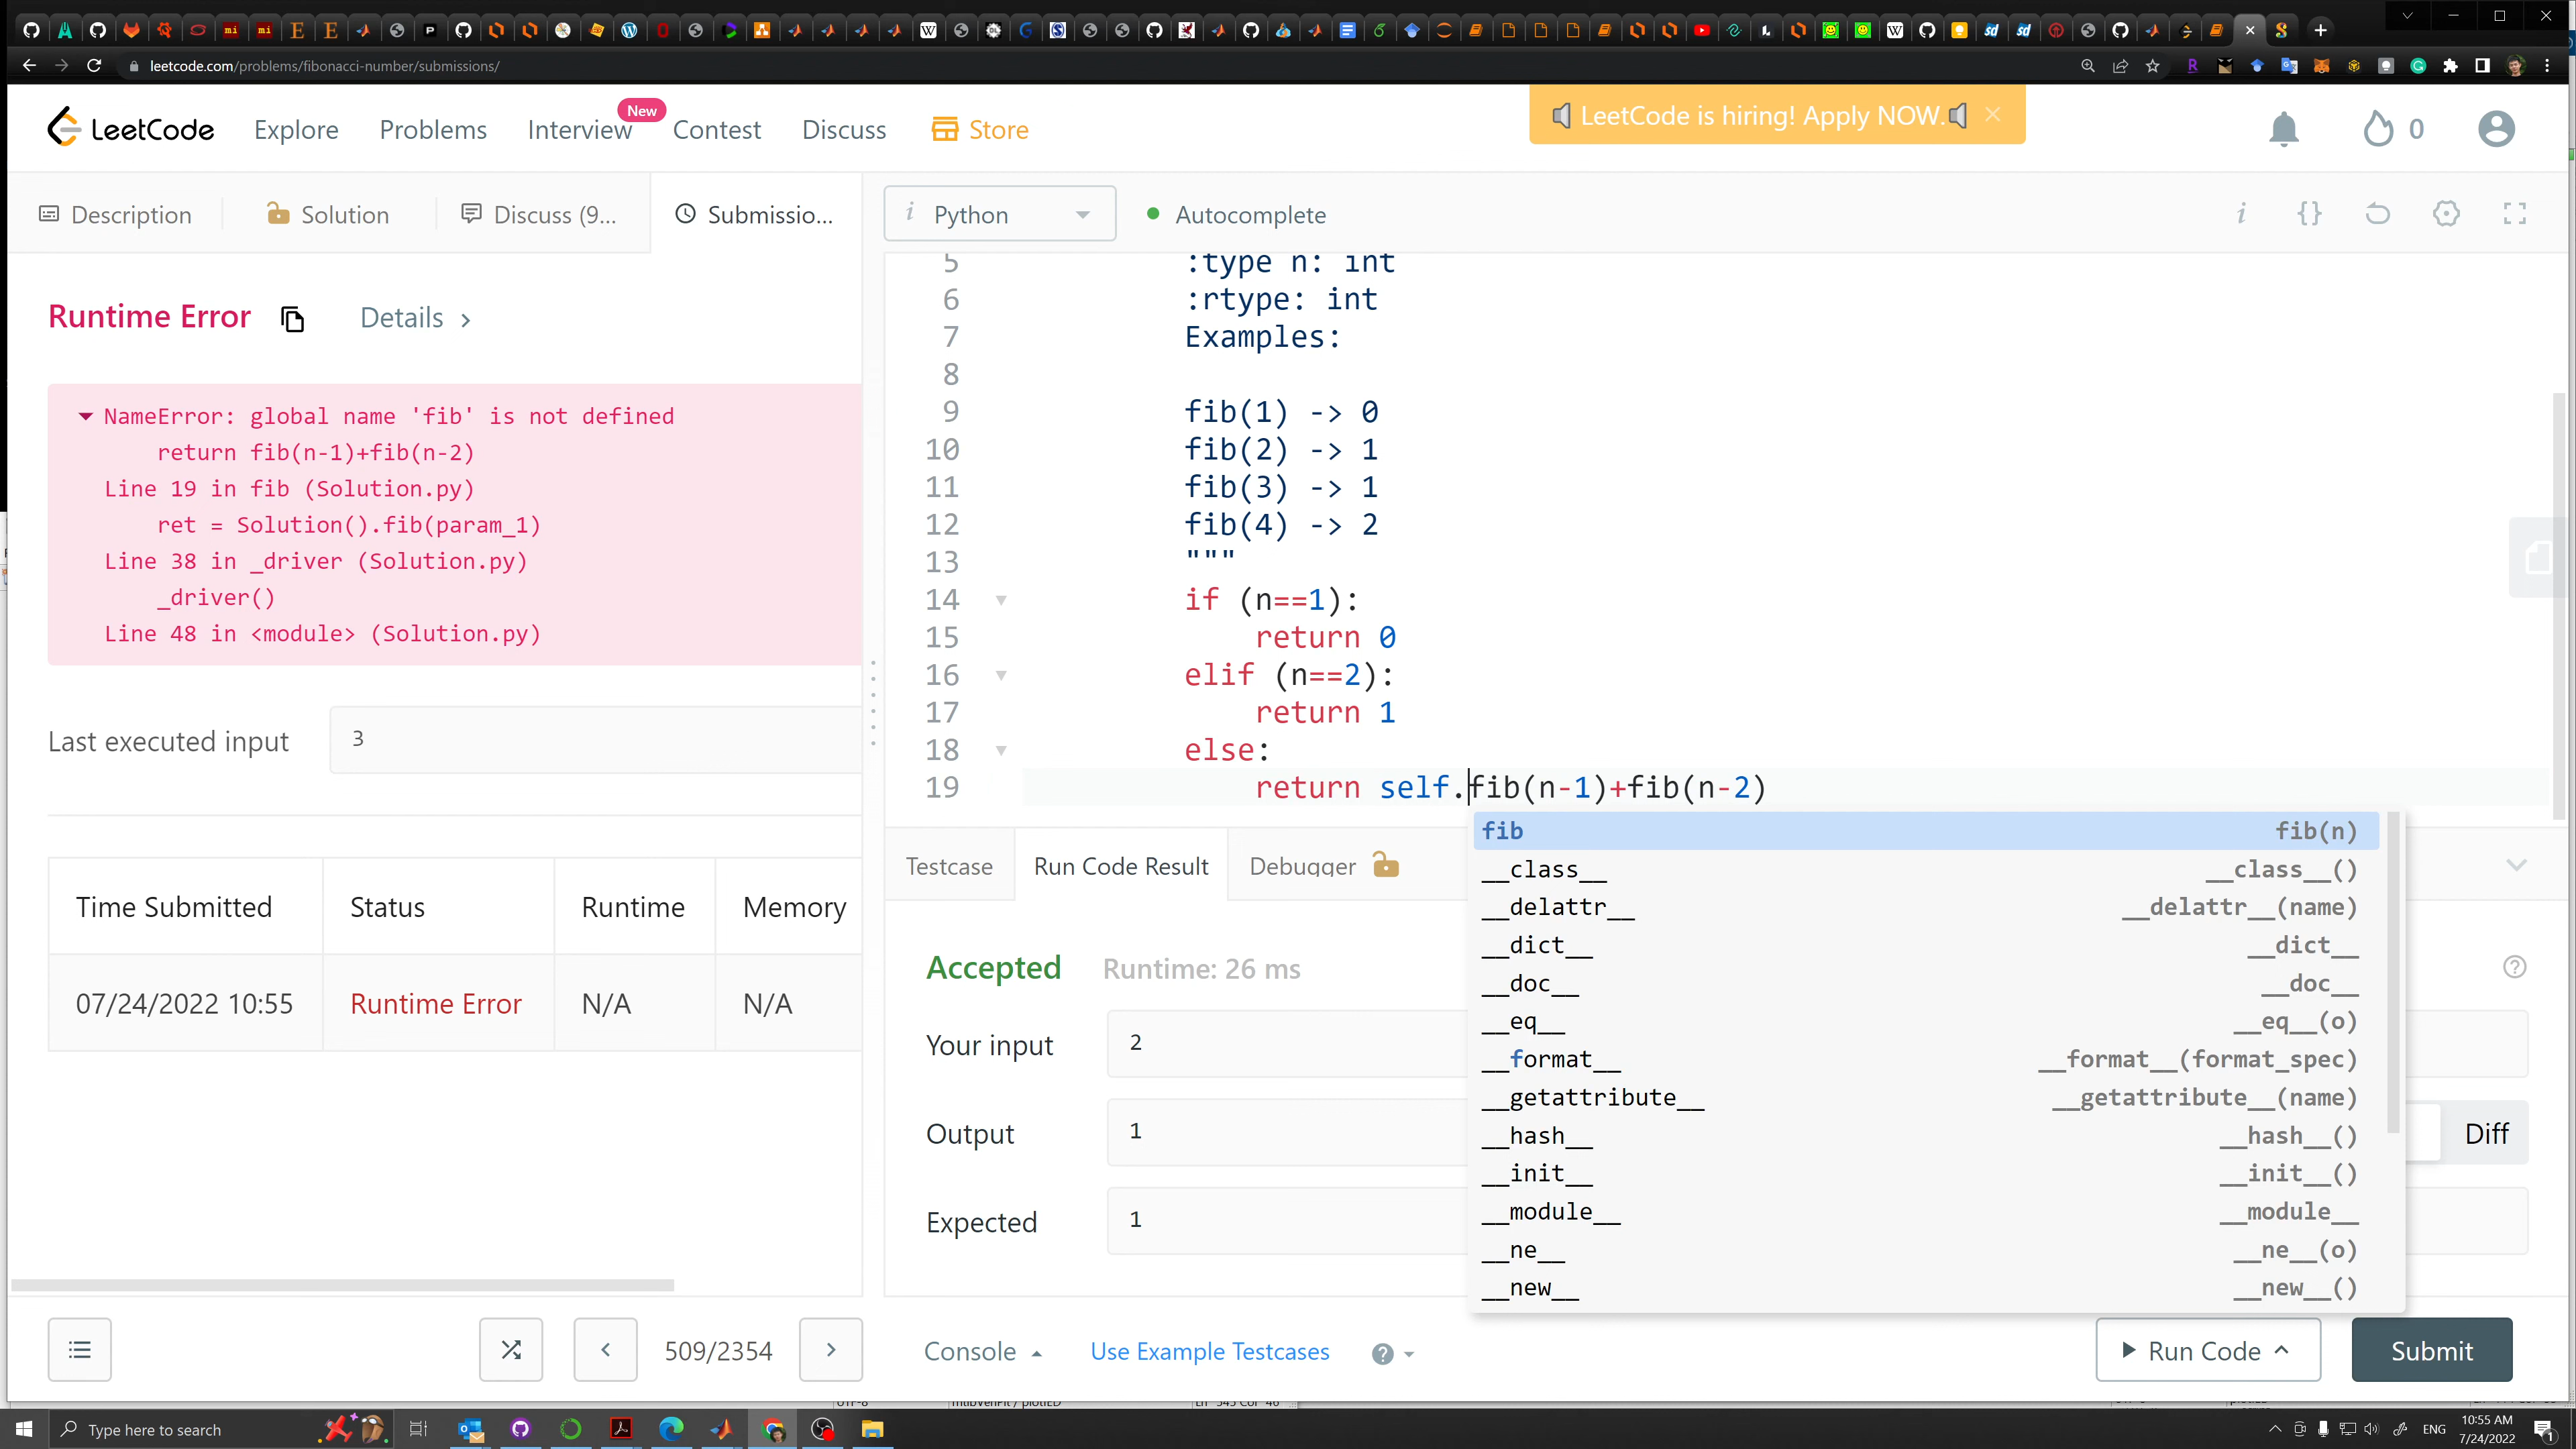 leetcode.com/problems/fibonacci-number/submissions/
LeetCode
Explore
Problems
Interview
New
Contest
Discuss
Store
LeetCode is hiring! Apply NOW.
0
Description
Solution
Discuss (9...
Submissio...
Python
Autocomplete
Runtime Error
Details
NameError: global name 'fib' is not defined
return fib(n-1)+fib(n-2)
Line 19 in fib (Solution.py)
ret = Solution().fib(param_1)
Line 38 in _driver (Solution.py)
_driver()
Line 48 in <module> (Solution.py)
Last executed input
3
Time Submitted Status Runtime Memory
07/24/2022 10:55 Runtime Error N/A N/A
509/2354
5 :type n: int
6 :rtype: int
7 Examples:
8
9 fib(1) -> 0
10 fib(2) -> 1
11 fib(3) -> 1
12 fib(4) -> 2
13 """
14 if (n==1):
15 return 0
16 elif (n==2):
17 return 1
18 else:
19 return self.fib(n-1)+fib(n-2)
fib fib(n)
__class__ __class__()
__delattr__ __delattr__(name)
__dict__ __dict__
__doc__ __doc__
__eq__ __eq__(o)
__format__ __format__(format_spec)
__getattribute__ __getattribute__(name)
__hash__ __hash__()
__init__ __init__()
__module__ __module__
__ne__ __ne__(o)
__new__ __new__()
Testcase
Run Code Result
Debugger
Accepted
Runtime: 26 ms
Your input
2
Output
1
Diff
Expected
1
Console
Use Example Testcases
Run Code
Submit
Type here to search
ENG
10:55 AM
7/24/2022